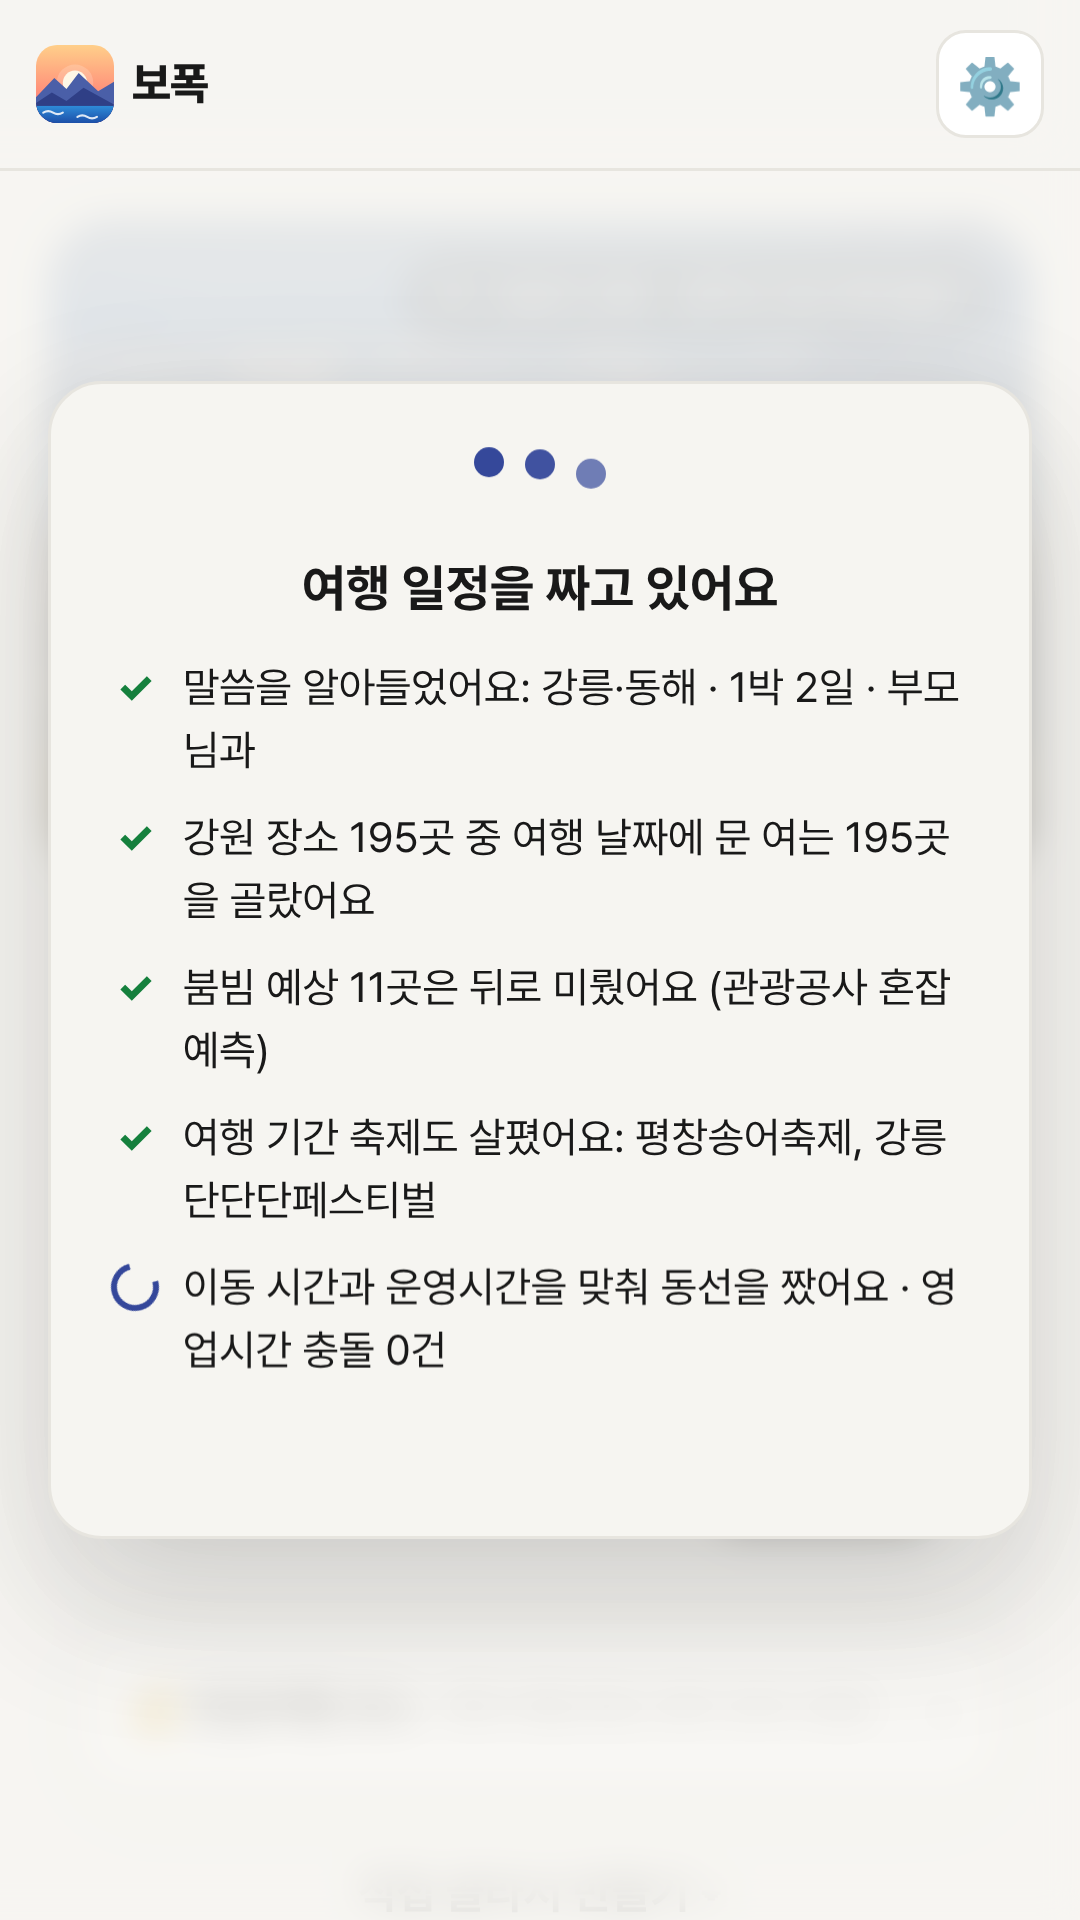 보폭
여행 일정을 짜고 있어요
말씀을 알아들었어요: 강릉·동해 · 1박 2일 · 부모
님과
강원 장소 195곳 중 여행 날짜에 문 여는 195곳
을 골랐어요
붐빔 예상 11곳은 뒤로 미뤘어요 (관광공사 혼잡
예측)
여행 기간 축제도 살폈어요: 평창송어축제, 강릉
단단단페스티벌
이동 시간과 운영시간을 맞춰 동선을 짰어요 · 영
업시간 충돌 0건